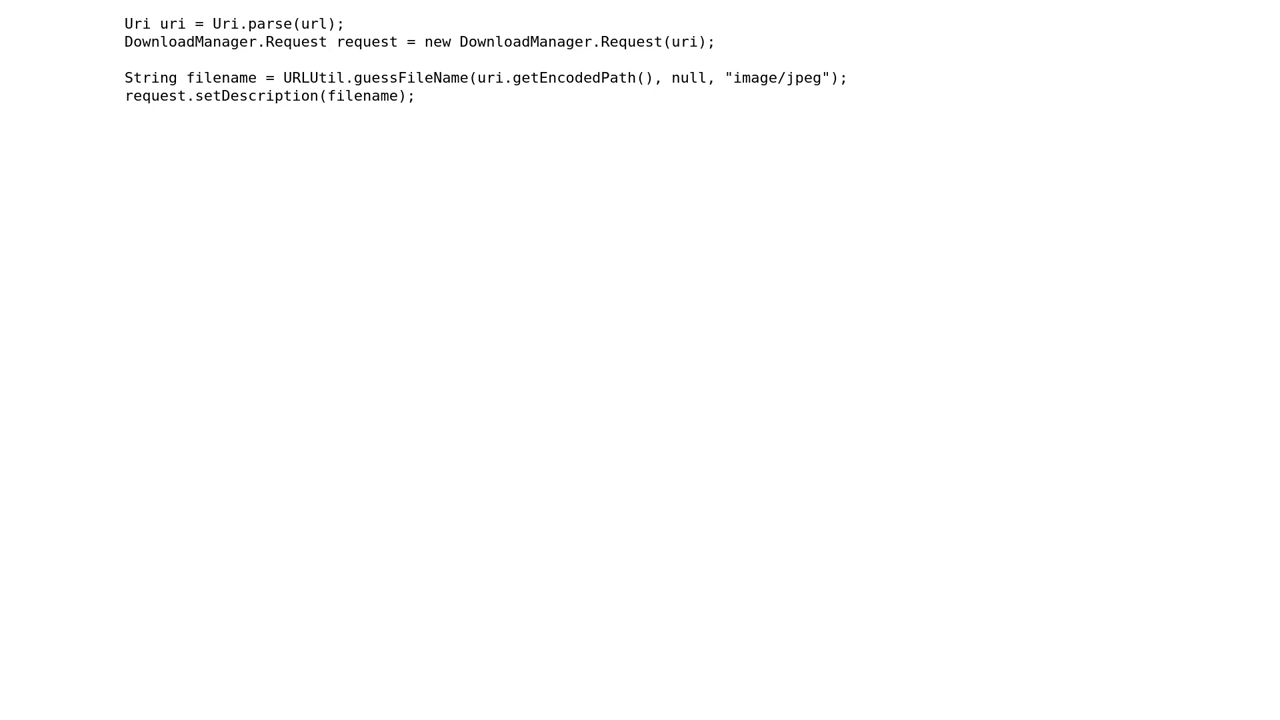 Uri uri = Uri.parse(url);
DownloadManager.Request request = new DownloadManager.Request(uri);
String filename = URLUtil.guessFileName(uri.getEncodedPath(), null, "image/jpeg");
request.setDescription(filename);